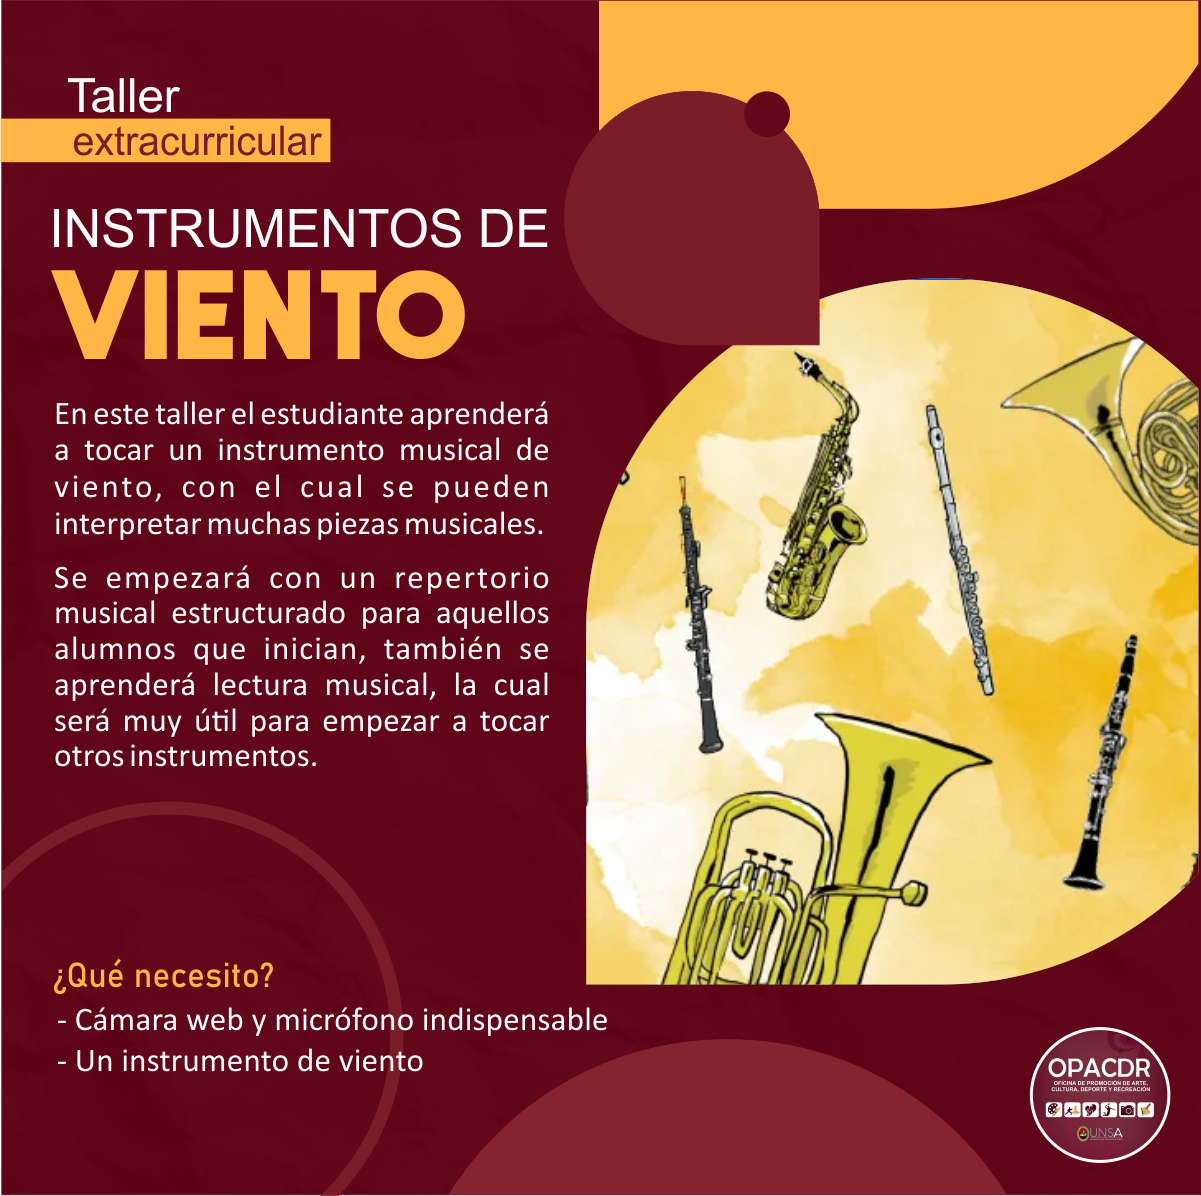 Taller
extracurricular
INSTRUMENTOS DE
VIENTO
En este taller el estudiante aprenderá
a tocar un instrumento musical de
viento, con el cual se pueden
interpretar muchas piezas musicales.
Se empezará con un repertorio
musical estructurado para aquellos
alumnos que inician, también se
aprenderá lectura musical, la cual
será muy útil para empezar a tocar
otros instrumentos.
¿Qué necesito?
- Cámara web y micrófono indispensable
- Un instrumento de viento
OPACDR
OFICINA DE PROMOCIÓN DE ARTE,
CULTURA, DEPORTE Y RECREACIÓN
UNSA